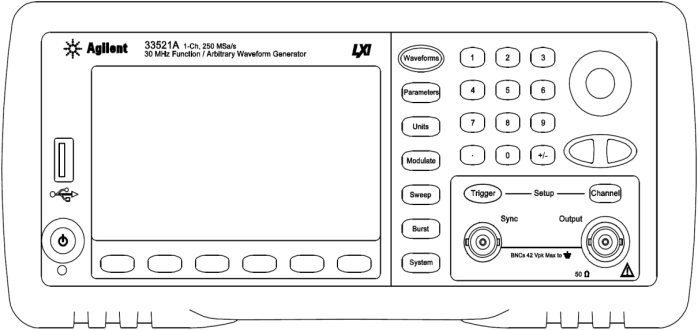 Agilent
33521A 1-Ch, 250 MSa/s
30 MHz Function / Arbitrary Waveform Generator
LXI
Waveforms
Parameters
Units
Modulate
Sweep
Burst
System
1 2 3
4 5 6
7 8 9
. 0 +/-
Trigger Setup Channel
Sync Output
BNCs 42 Vpk Max to
50 Ω